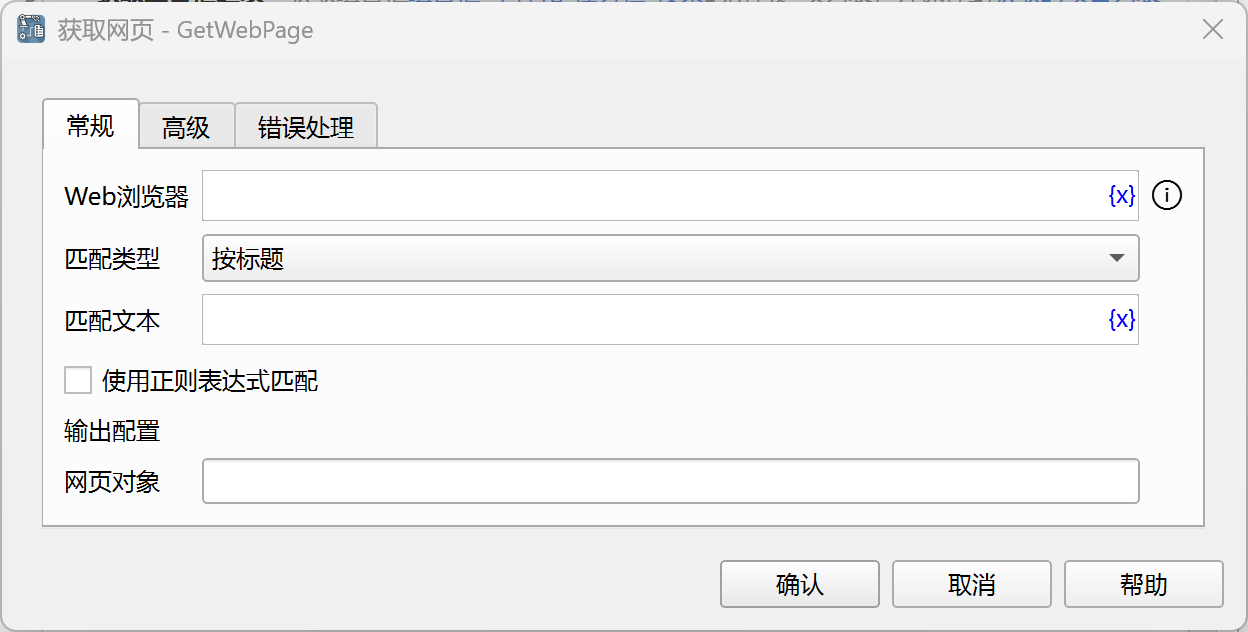 获取网页 - GetWebPage
常规 高级 错误处理
Web浏览器 {x}
匹配类型 按标题
匹配文本 {x}
使用正则表达式匹配
输出配置
网页对象
确认 取消 帮助